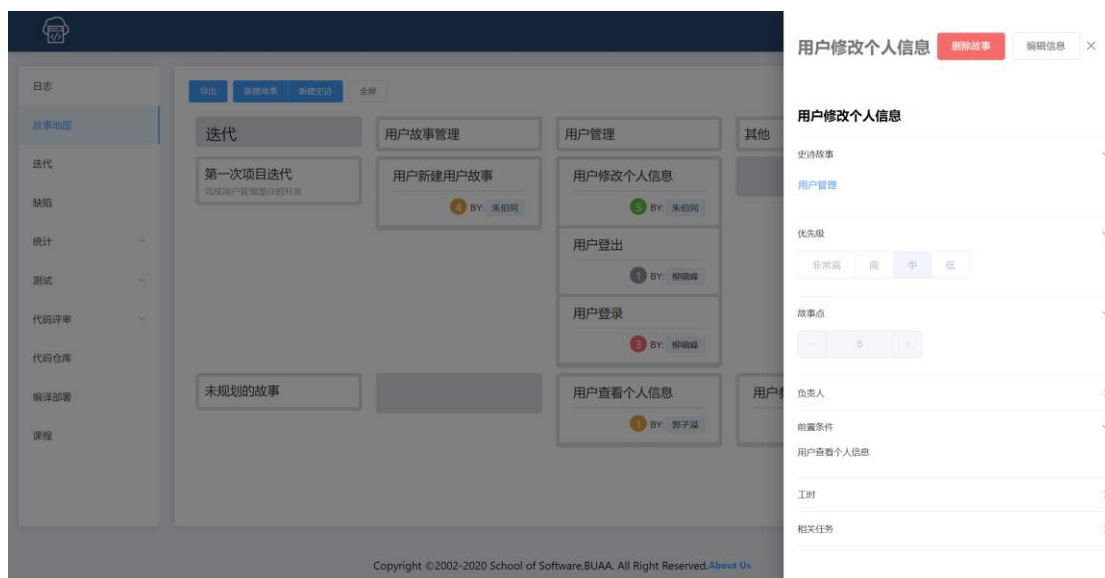 用户修改个人信息 删除故事 编辑信息
日志
故事地图
迭代
缺陷
统计
测试
代码评审
代码仓库
编译部署
课程
导出 新建故事 新建史诗 全屏
迭代 用户故事管理 用户管理 其他
第一次项目迭代
完成用户管理部分的开发
用户新建用户故事
4 BY: 朱伯同
用户修改个人信息
5 BY: 朱伯同
用户登出
1 BY: 柳晓峰
用户登录
3 BY: 柳晓峰
未规划的故事
用户查看个人信息
1 BY: 郭子溢
用户
用户修改个人信息
史诗故事
用户管理
优先级
非常高 高 中 低
故事点
- 5 +
负责人
前置条件
用户查看个人信息
工时
相关任务
Copyright ©2002-2020 School of Software,BUAA. All Right Reserved.About Us